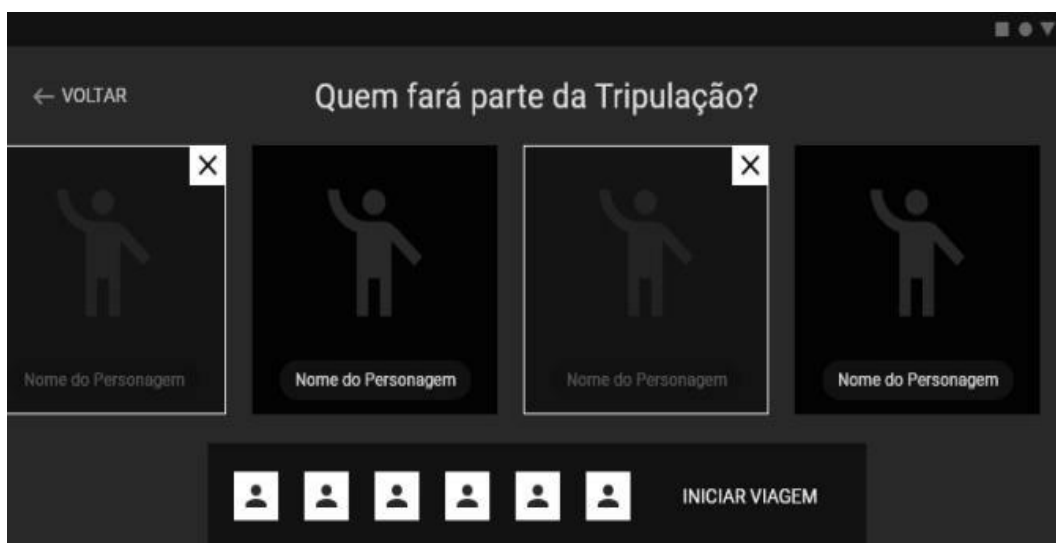 ← VOLTAR
Quem fará parte da Tripulação?
Nome do Personagem
Nome do Personagem
Nome do Personagem
Nome do Personagem
INICIAR VIAGEM